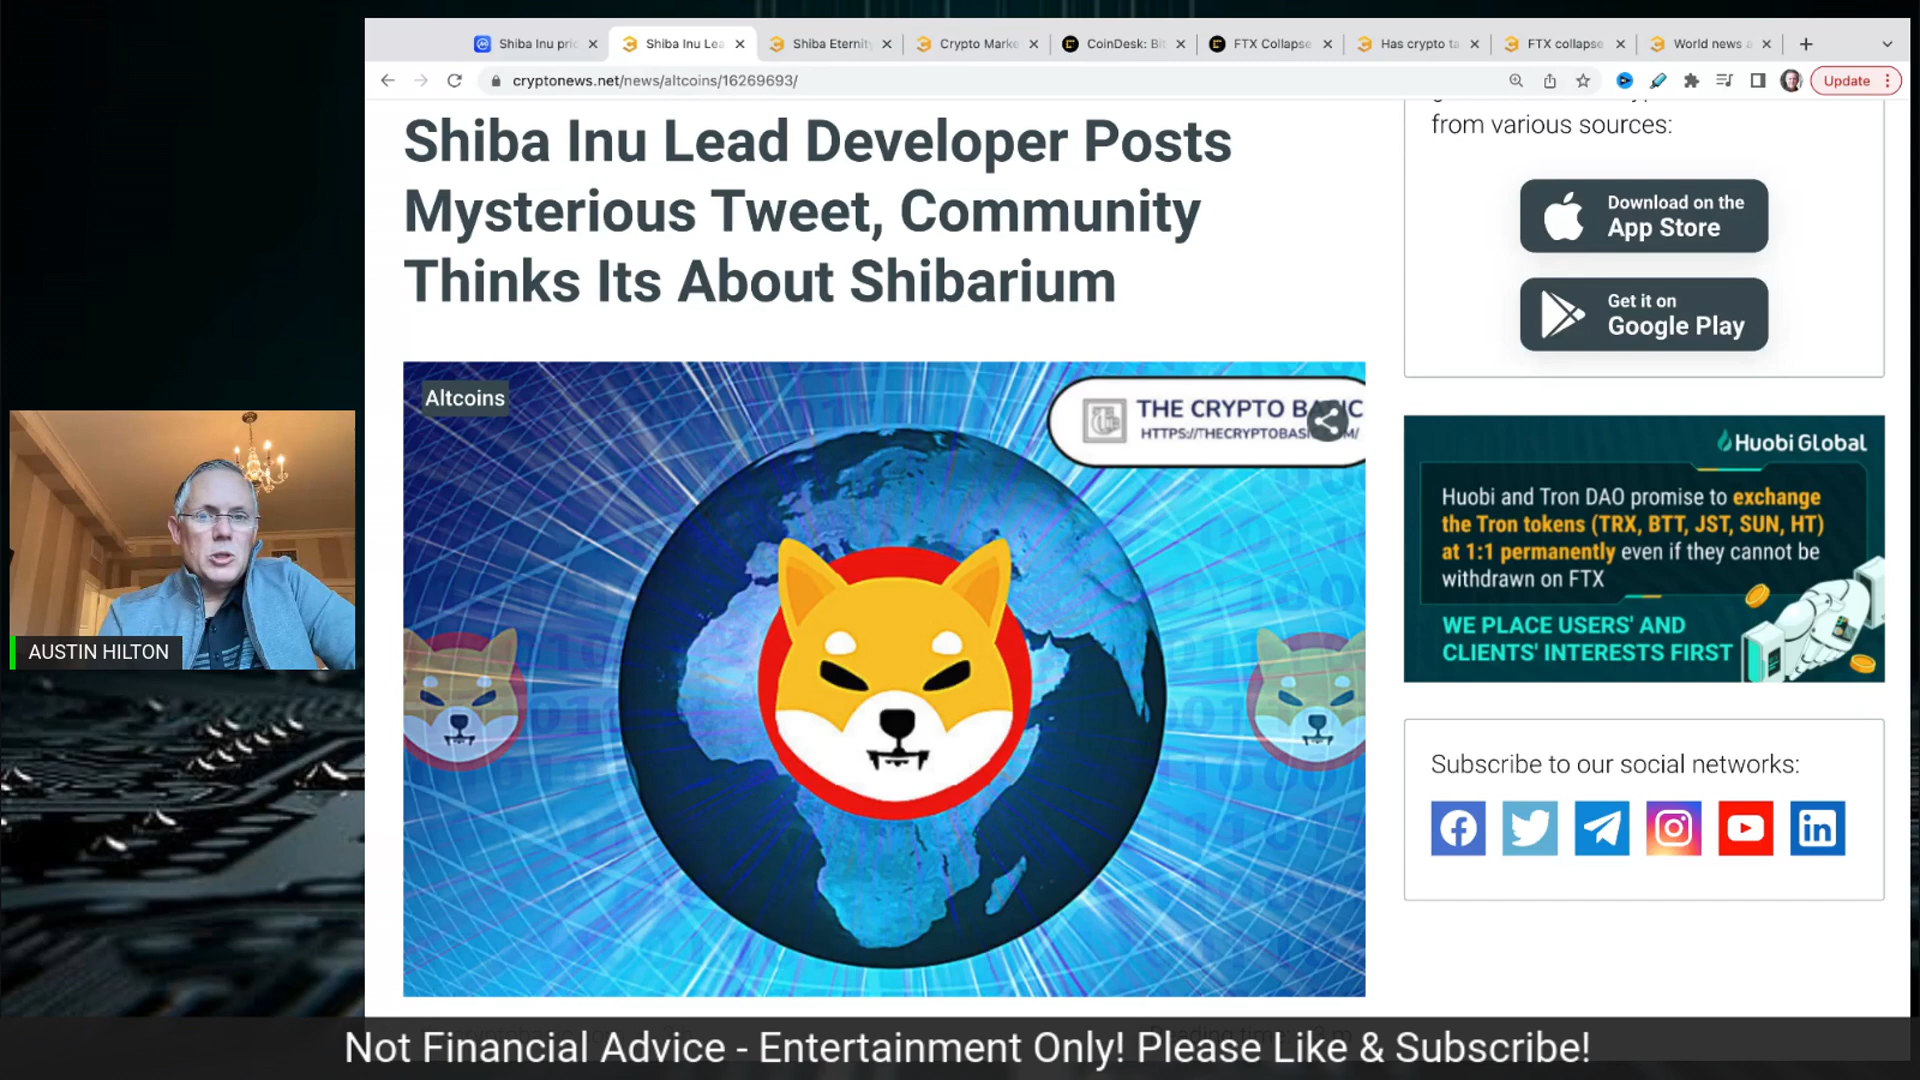 Shiba Inu pric
Shiba Inu Lea
Shiba Eternity
Crypto Marke
CoinDesk: Bit
FTX Collapse
Has crypto ta
FTX collapse
World news a
cryptonews.net/news/altcoins/16269693/
Update
Shiba Inu Lead Developer Posts
Mysterious Tweet, Community
Thinks Its About Shibarium
Altcoins
THE CRYPTO BASIC
from various sources:
Download on the
App Store
Get it on
Google Play
Huobi Global
Huobi and Tron DAO promise to exchange
the Tron tokens (TRX, BTT, JST, SUN, HT)
at 1:1 permanently even if they cannot be
withdrawn on FTX
WE PLACE USERS' AND
CLIENTS' INTERESTS FIRST
Subscribe to our social networks:
AUSTIN HILTON
Not Financial Advice - Entertainment Only! Please Like & Subscribe!